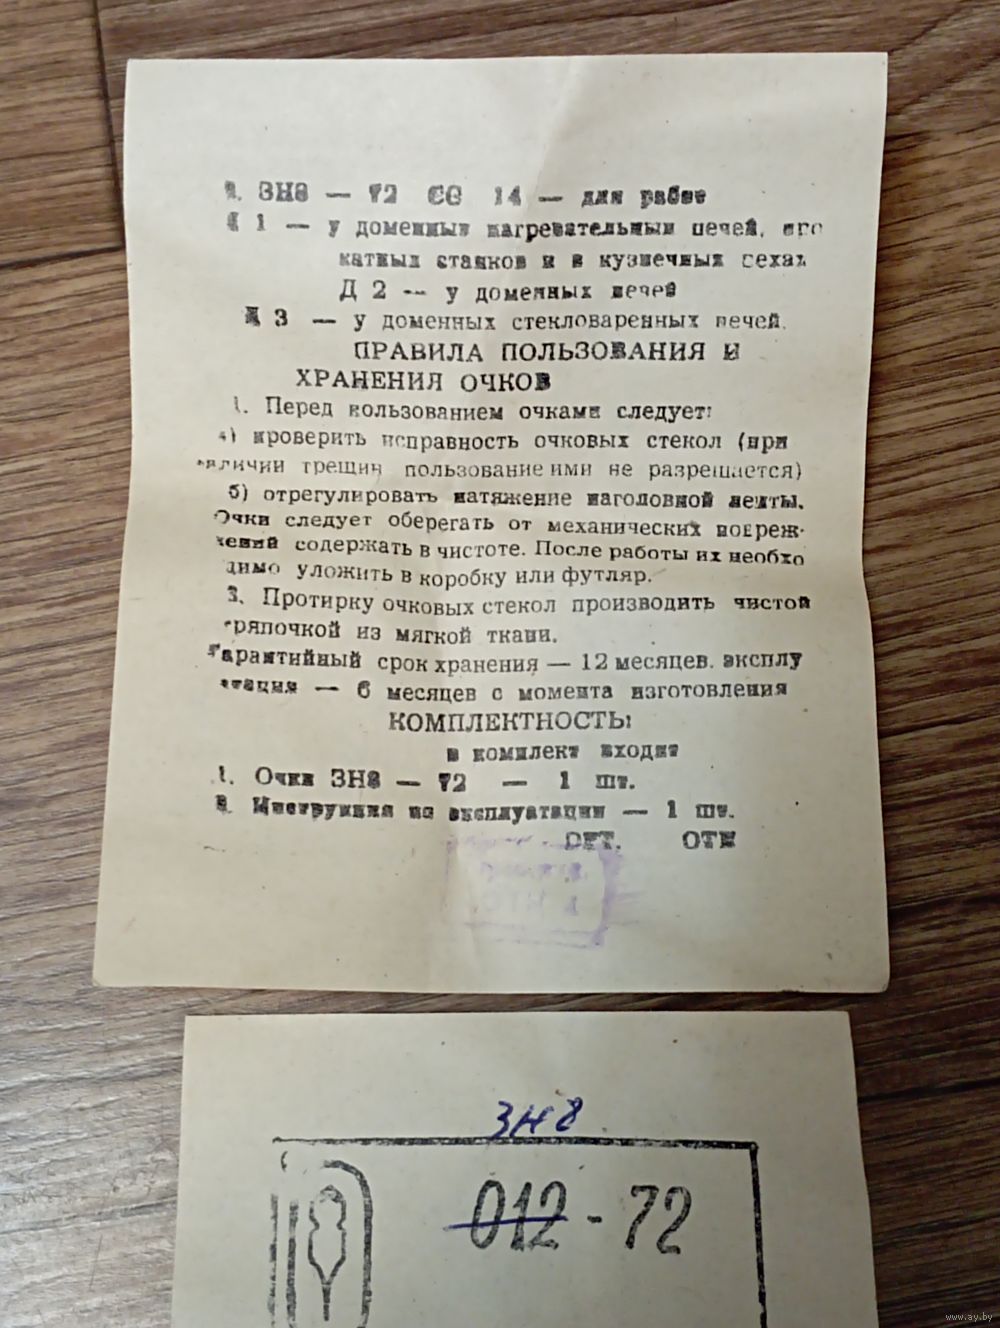 2. ЗН8 — 72 СС 14 — для работ
Д 1 — у доменных нагревательных печей, про
катных станков и в кузнечных цехах
Д 2 — у доменных печей
Д 3 — у доменных стекловаренных печей.
ПРАВИЛА ПОЛЬЗОВАНИЯ И
ХРАНЕНИЯ ОЧКОВ
1. Перед пользованием очками следует:
а) проверить исправность очковых стекол (при
наличии трещин пользование ими не разрешается)
б) отрегулировать натяжение наголовной ленты.
Очки следует оберегать от механических повреж-
дений содержать в чистоте. После работы их необхо
димо уложить в коробку или футляр.
3. Протирку очковых стекол производить чистой
тряпочкой из мягкой ткани.
Гарантийный срок хранения — 12 месяцев. эксплу
атация — 6 месяцев с момента изготовления
КОМПЛЕКТНОСТЬ:
в комплект входит
1. Очки ЗН8 — 72 — 1 шт.
2. Инструкция по эксплуатации — 1 шт.
ОТК
ЗН8
012 - 72
www.ay.by